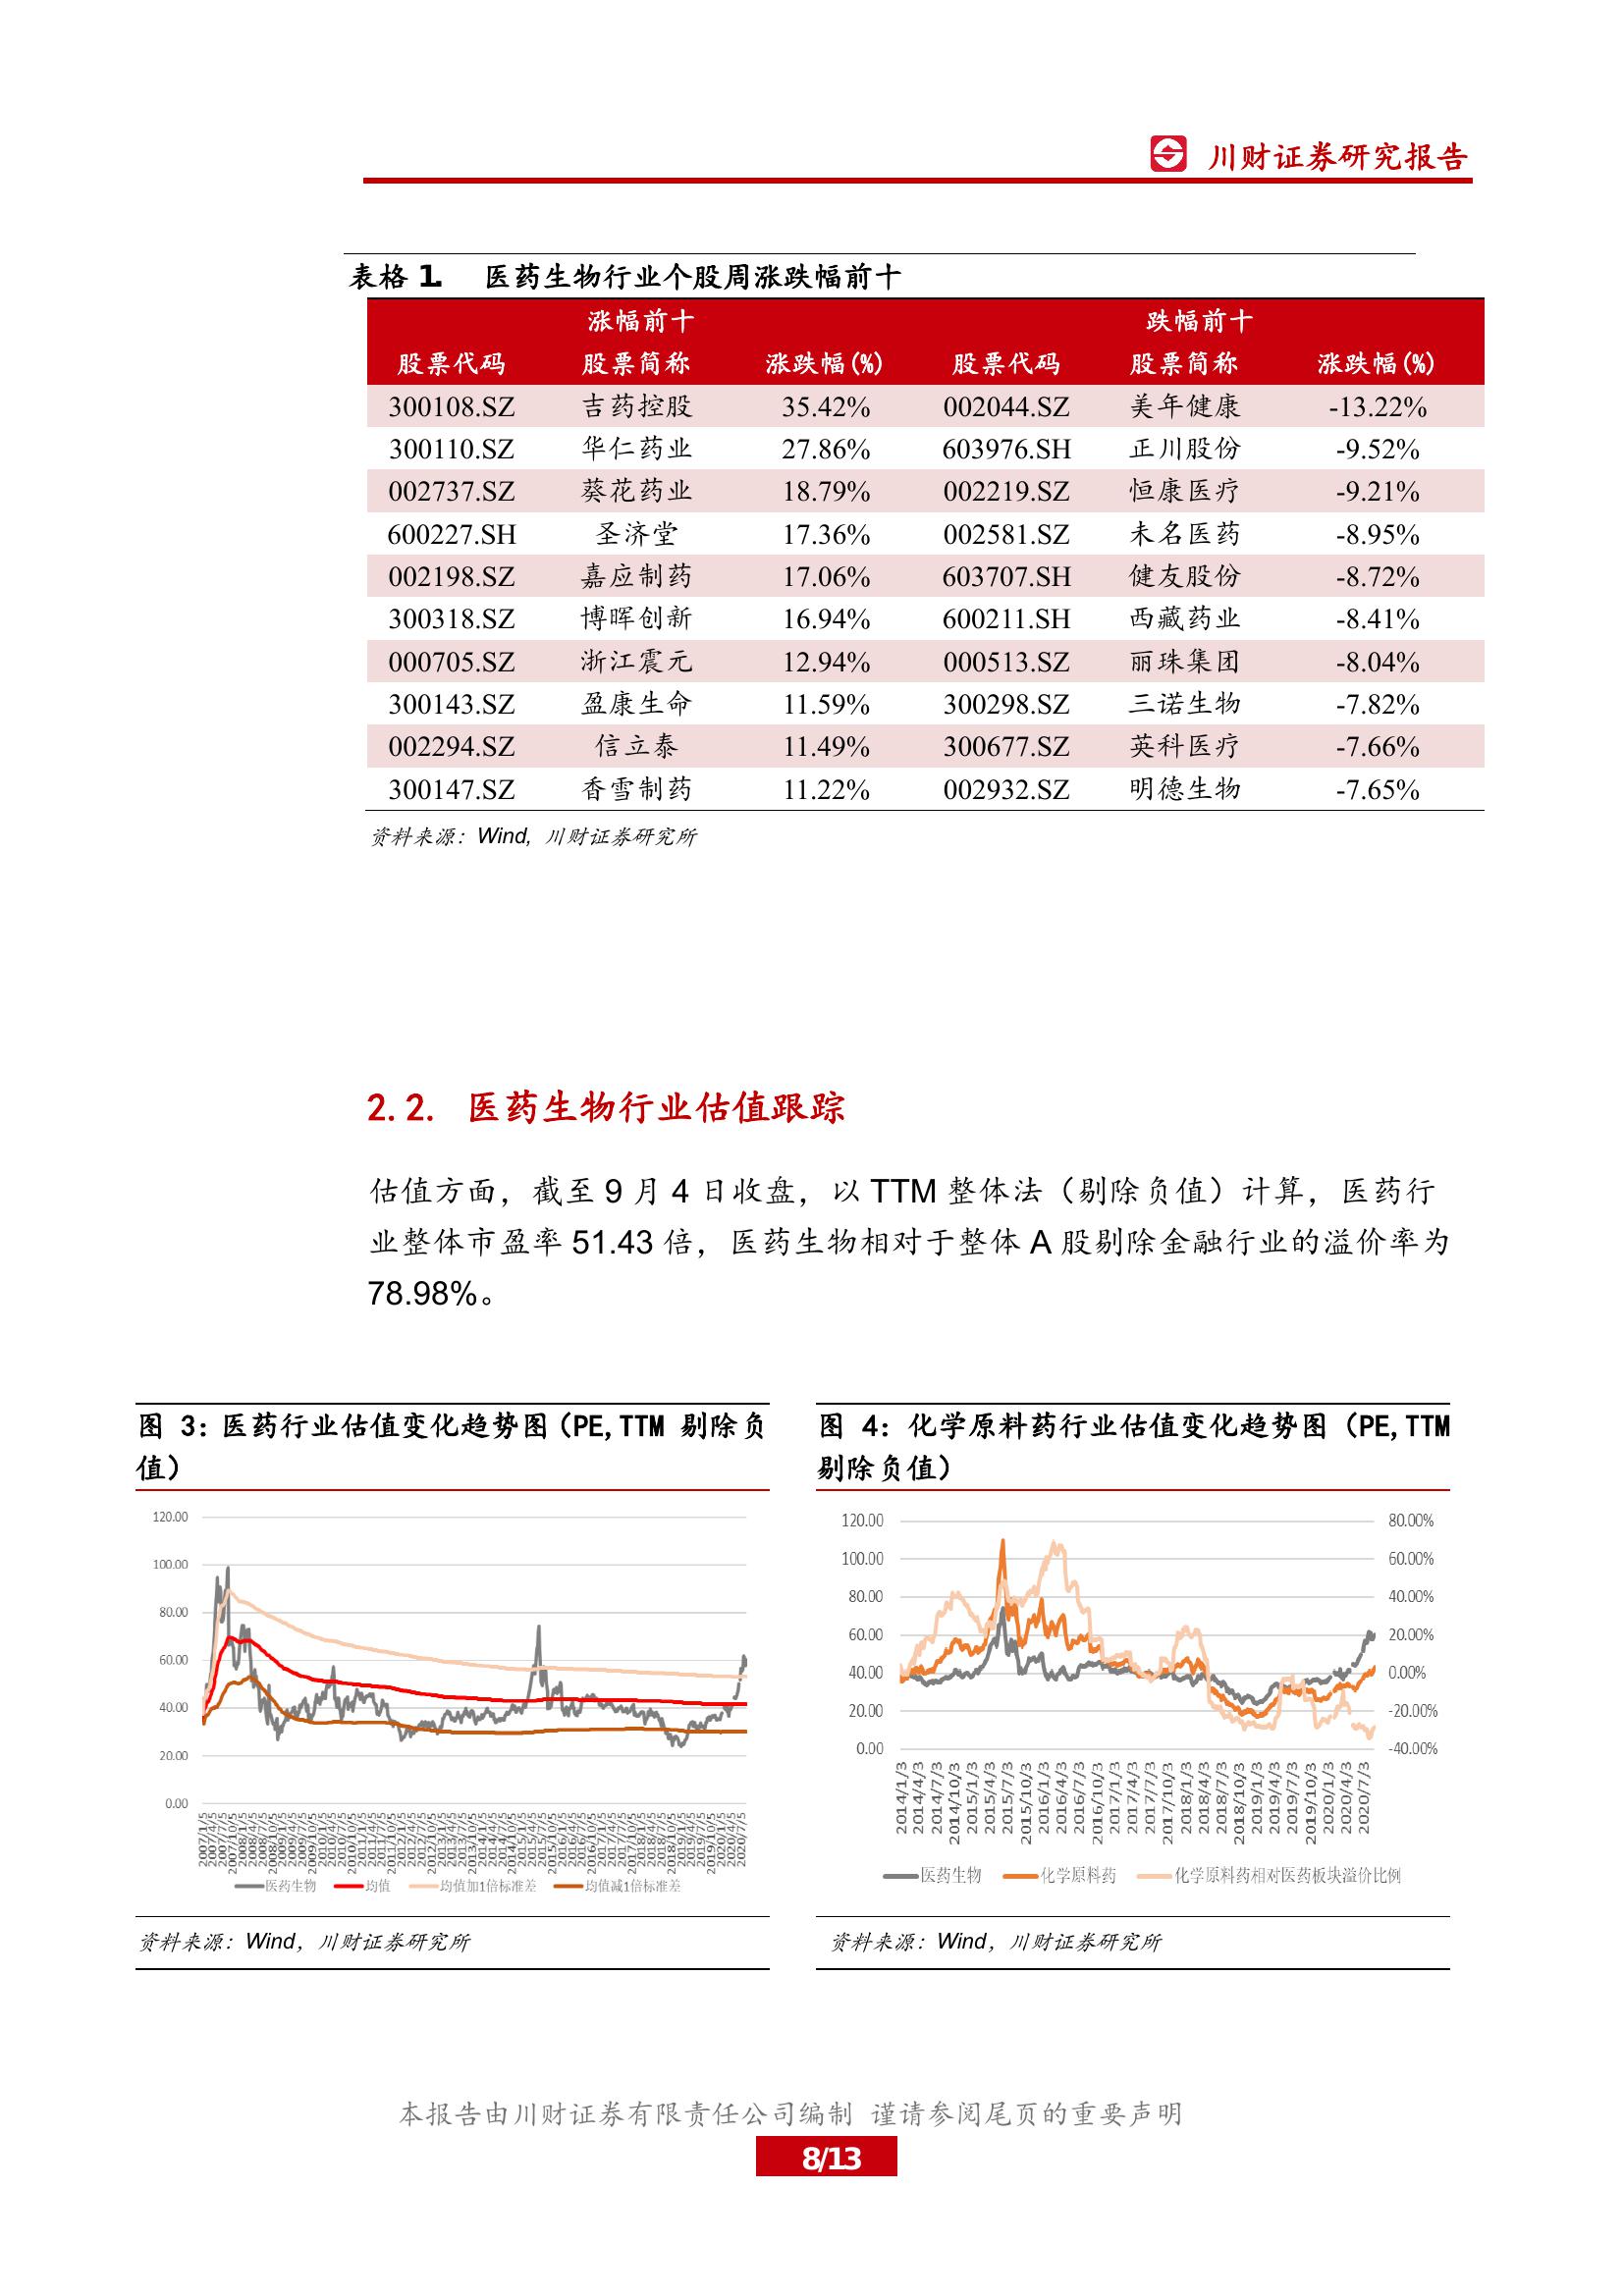 川财证券研究报告
表格 1. 医药生物行业个股周涨跌幅前十
涨幅前十 跌幅前十
股票代码 股票简称 涨跌幅(%) 股票代码 股票简称 涨跌幅(%)
300108.SZ 吉药控股 35.42% 002044.SZ 美年健康 -13.22%
300110.SZ 华仁药业 27.86% 603976.SH 正川股份 -9.52%
002737.SZ 葵花药业 18.79% 002219.SZ 恒康医疗 -9.21%
600227.SH 圣济堂 17.36% 002581.SZ 未名医药 -8.95%
002198.SZ 嘉应制药 17.06% 603707.SH 健友股份 -8.72%
300318.SZ 博晖创新 16.94% 600211.SH 西藏药业 -8.41%
000705.SZ 浙江震元 12.94% 000513.SZ 丽珠集团 -8.04%
300143.SZ 盈康生命 11.59% 300298.SZ 三诺生物 -7.82%
002294.SZ 信立泰 11.49% 300677.SZ 英科医疗 -7.66%
300147.SZ 香雪制药 11.22% 002932.SZ 明德生物 -7.65%
资料来源：Wind, 川财证券研究所
2.2. 医药生物行业估值跟踪
估值方面，截至 9 月 4 日收盘，以 TTM 整体法（剔除负值）计算，医药行
业整体市盈率 51.43 倍，医药生物相对于整体 A 股剔除金融行业的溢价率为
78.98%。
图 3：医药行业估值变化趋势图（PE,TTM 剔除负
值）
120.00
100.00
80.00
60.00
40.00
20.00
0.00
2007/1/5 2007/4/5 2007/7/5 2007/10/5 2008/1/5 2008/4/5 2008/7/5 2008/10/5 2009/1/5 2009/4/5 2009/7/5 2009/10/5 2010/1/5 2010/4/5 2010/7/5 2010/10/5 2011/1/5 2011/4/5 2011/7/5 2011/10/5 2012/1/5 2012/4/5 2012/7/5 2012/10/5 2013/1/5 2013/4/5 2013/7/5 2013/10/5 2014/1/5 2014/4/5 2014/7/5 2014/10/5 2015/1/5 2015/4/5 2015/7/5 2015/10/5 2016/1/5 2016/4/5 2016/7/5 2016/10/5 2017/1/5 2017/4/5 2017/7/5 2017/10/5 2018/1/5 2018/4/5 2018/7/5 2018/10/5 2019/1/5 2019/4/5 2019/7/5 2019/10/5 2020/1/5 2020/4/5 2020/7/5
医药生物 均值 均值加1倍标准差 均值减1倍标准差
资料来源：Wind，川财证券研究所
图 4：化学原料药行业估值变化趋势图（PE,TTM
剔除负值）
120.00 80.00%
100.00 60.00%
80.00 40.00%
60.00 20.00%
40.00 0.00%
20.00 -20.00%
0.00 -40.00%
2014/1/3 2014/4/3 2014/7/3 2014/10/3 2015/1/3 2015/4/3 2015/7/3 2015/10/3 2016/1/3 2016/4/3 2016/7/3 2016/10/3 2017/1/3 2017/4/3 2017/7/3 2017/10/3 2018/1/3 2018/4/3 2018/7/3 2018/10/3 2019/1/3 2019/4/3 2019/7/3 2019/10/3 2020/1/3 2020/4/3 2020/7/3
医药生物 化学原料药 化学原料药相对医药板块溢价比例
资料来源：Wind，川财证券研究所
本报告由川财证券有限责任公司编制 谨请参阅尾页的重要声明
8/13